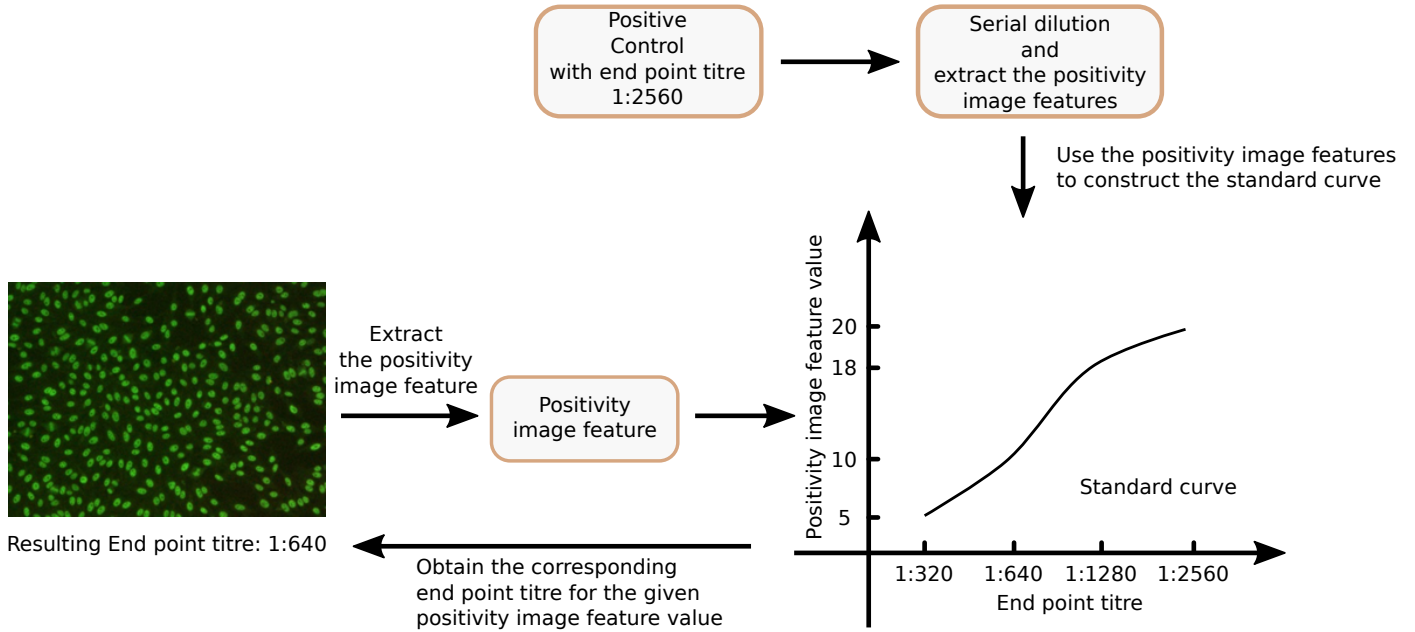 Positive
Control
with end point titre
1:2560
Serial dilution
and
extract the positivity
image features
Use the positivity image features
to construct the standard curve
Extract
the positivity
image feature
Positivity
image feature
Positivity image feature value
20
18
10
5
Standard curve
1:320 1:640 1:1280 1:2560
End point titre
Resulting End point titre: 1:640
Obtain the corresponding
end point titre for the given
positivity image feature value